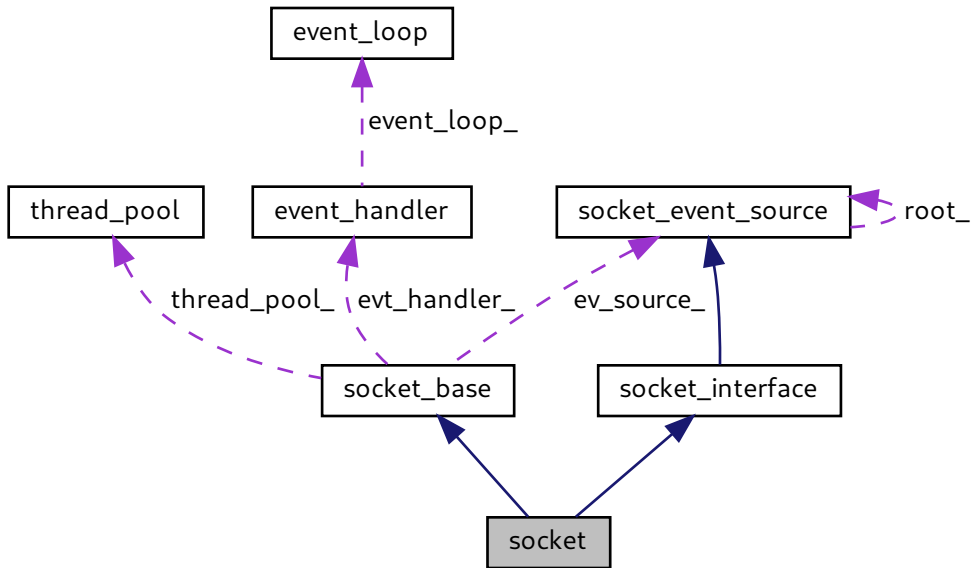 event_loop
event_loop_
thread_pool
event_handler
socket_event_source
root_
thread_pool_
evt_handler_
ev_source_
socket_base
socket_interface
socket